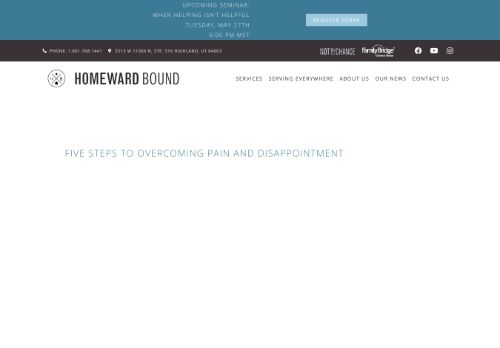 UPCOMING SEMINAR:
WHEN HELPING ISN'T HELPFUL
TUESDAY, MAY 27TH
6:00 PM MST
REGISTER TODAY
PHONE: 1.801.768.1441 5513 W 11000 N, STE. 316 HIGHLAND, UT 84003
NOT BY CHANCE FamilyBridge
HOMEWARD BOUND
SERVICES SERVING EVERYWHERE ABOUT US OUR NEWS CONTACT US
FIVE STEPS TO OVERCOMING PAIN AND DISAPPOINTMENT